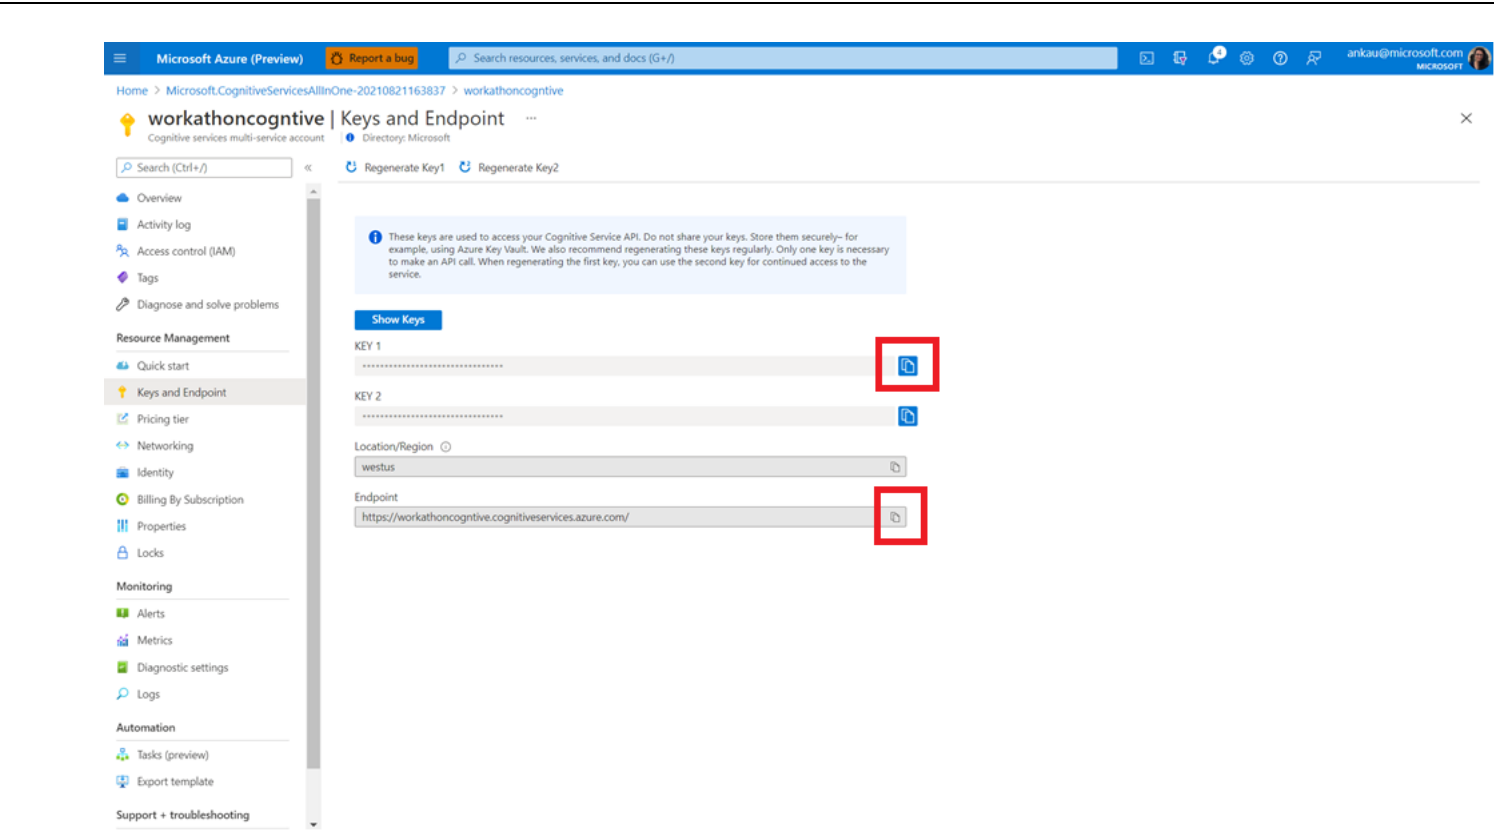 Microsoft Azure (Preview)
Report a bug
Search resources, services, and docs (G+/)
4
ankau@microsoft.com
MICROSOFT
Home > Microsoft.CognitiveServicesAllInOne-20210821163837 > workathoncogntive
workathoncogntive | Keys and Endpoint ...
Cognitive services multi-service account
Directory: Microsoft
Search (Ctrl+/)
«
Regenerate Key1
Regenerate Key2
Overview
Activity log
Access control (IAM)
Tags
Diagnose and solve problems
Resource Management
Quick start
Keys and Endpoint
Pricing tier
Networking
Identity
Billing By Subscription
Properties
Locks
Monitoring
Alerts
Metrics
Diagnostic settings
Logs
Automation
Tasks (preview)
Export template
Support + troubleshooting
These keys are used to access your Cognitive Service API. Do not share your keys. Store them securely– for
example, using Azure Key Vault. We also recommend regenerating these keys regularly. Only one key is necessary
to make an API call. When regenerating the first key, you can use the second key for continued access to the
service.
Show Keys
KEY 1
································
KEY 2
································
Location/Region
westus
Endpoint
https://workathoncogntive.cognitiveservices.azure.com/